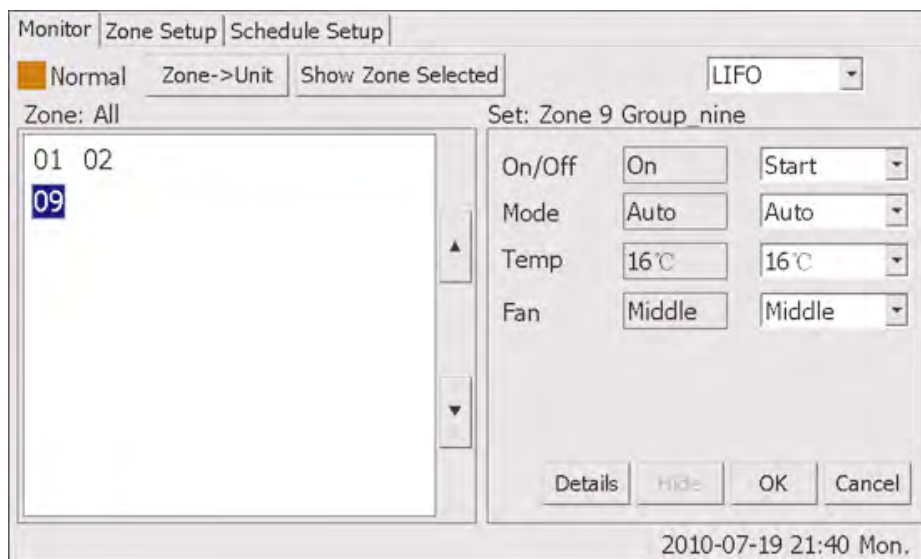 Monitor Zone Setup Schedule Setup
Normal Zone->Unit Show Zone Selected LIFO
Zone: All
01 02
09
Set: Zone 9 Group_nine
On/Off On Start
Mode Auto Auto
Temp 16℃ 16℃
Fan Middle Middle
Details Hide OK Cancel
2010-07-19 21:40 Mon.